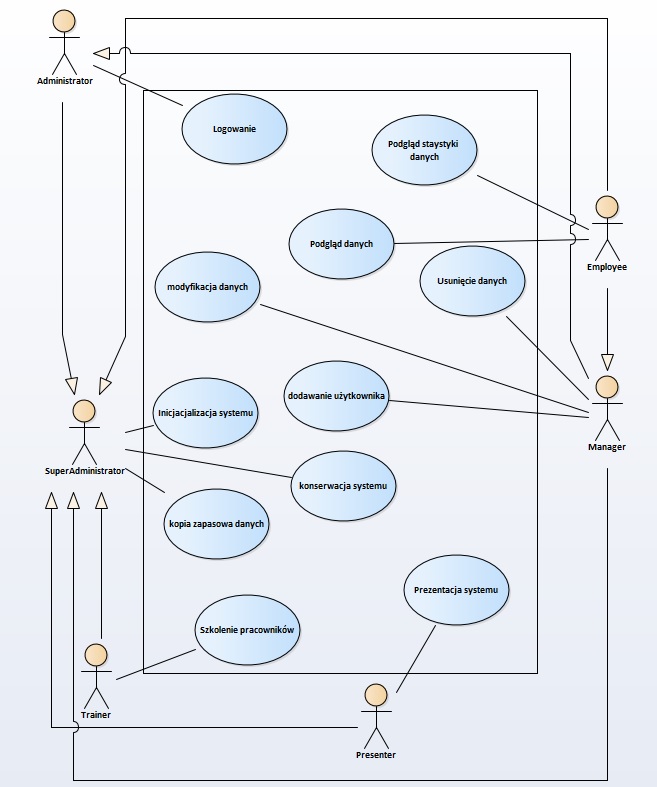 Administrator
Logowanie
Podgląd staystyki
danych
Podgląd danych
Employee
modyfikacja danych
Usunięcie danych
Inicjacjalizacja systemu
dodawanie użytkownika
Manager
SuperAdministrator
konserwacja systemu
kopia zapasowa danych
Prezentacja systemu
Szkolenie pracowników
Trainer
Presenter